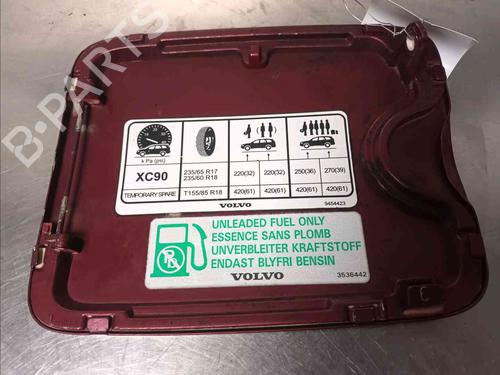 B-PARTS
k Pa (psi)
XC90
235/65 R17
235/60 R18
220(32) 220(32) 250(36) 270(39)
TEMPORARY SPARE T155/85 R18 420(61) 420(61) 420(61) 420(61)
VOLVO 9454423
UNLEADED FUEL ONLY
ESSENCE SANS PLOMB
UNVERBLEITER KRAFTSTOFF
ENDAST BLYFRI BENSIN
VOLVO 3536442